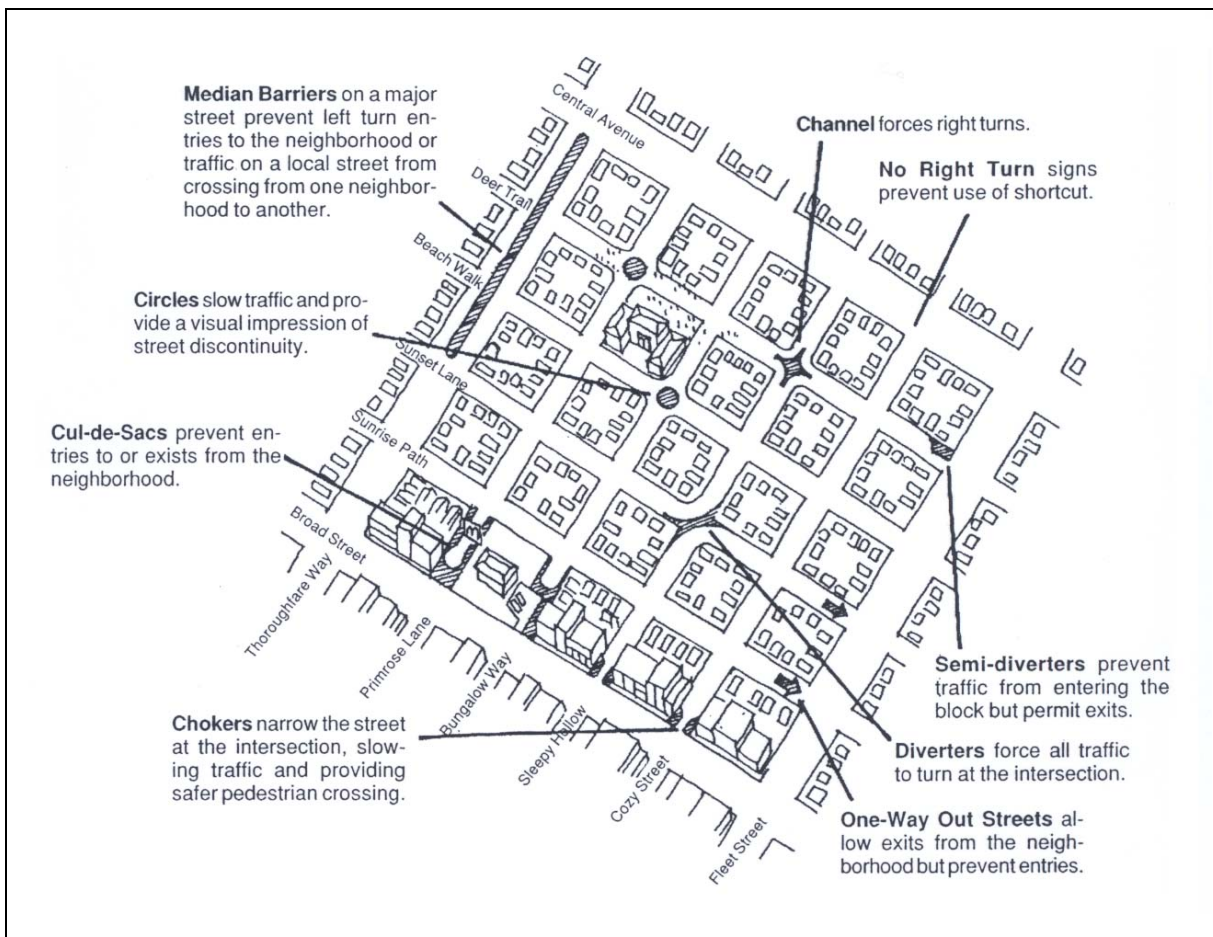 Median Barriers on a major
street prevent left turn en-
tries to the neighborhood or
traffic on a local street from
crossing from one neighbor-
hood to another.
Central Avenue
Channel forces right turns.
No Right Turn signs
prevent use of shortcut.
Deer Trail
Beach Walk
Circles slow traffic and pro-
vide a visual impression of
street discontinuity.
Sunset Lane
Cul-de-Sacs prevent en-
tries to or exists from the
neighborhood.
Sunrise Path
Broad Street
Thoroughfare Way
Primrose Lane
Bungalow Way
Sleepy Hollow
Cozy Street
Fleet Street
Chokers narrow the street
at the intersection, slow-
ing traffic and providing
safer pedestrian crossing.
Semi-diverters prevent
traffic from entering the
block but permit exits.
Diverters force all traffic
to turn at the intersection.
One-Way Out Streets al-
low exits from the neigh-
borhood but prevent entries.